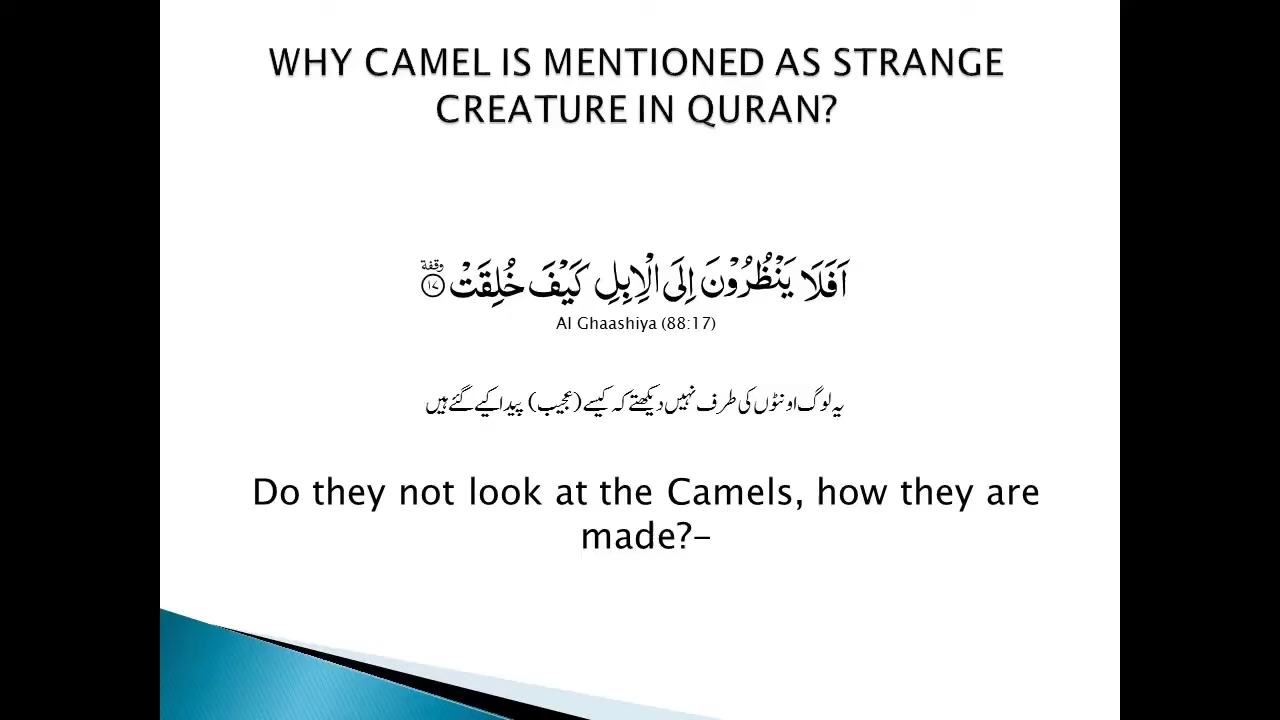 WHY CAMEL IS MENTIONED AS STRANGE
CREATURE IN QURAN?
اَفَلَا يَنْظُرُوْنَ اِلَى الْاِبِلِ كَيْفَ خُلِقَتْ وقفة ١٧
Al Ghaashiya (88:17)
یہ لوگ اونٹوں کی طرف نہیں دیکھتے کہ کیسے (عجیب) پیدا کیے گئے ہیں
Do they not look at the Camels, how they are
made?-